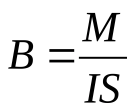 B = M/IS